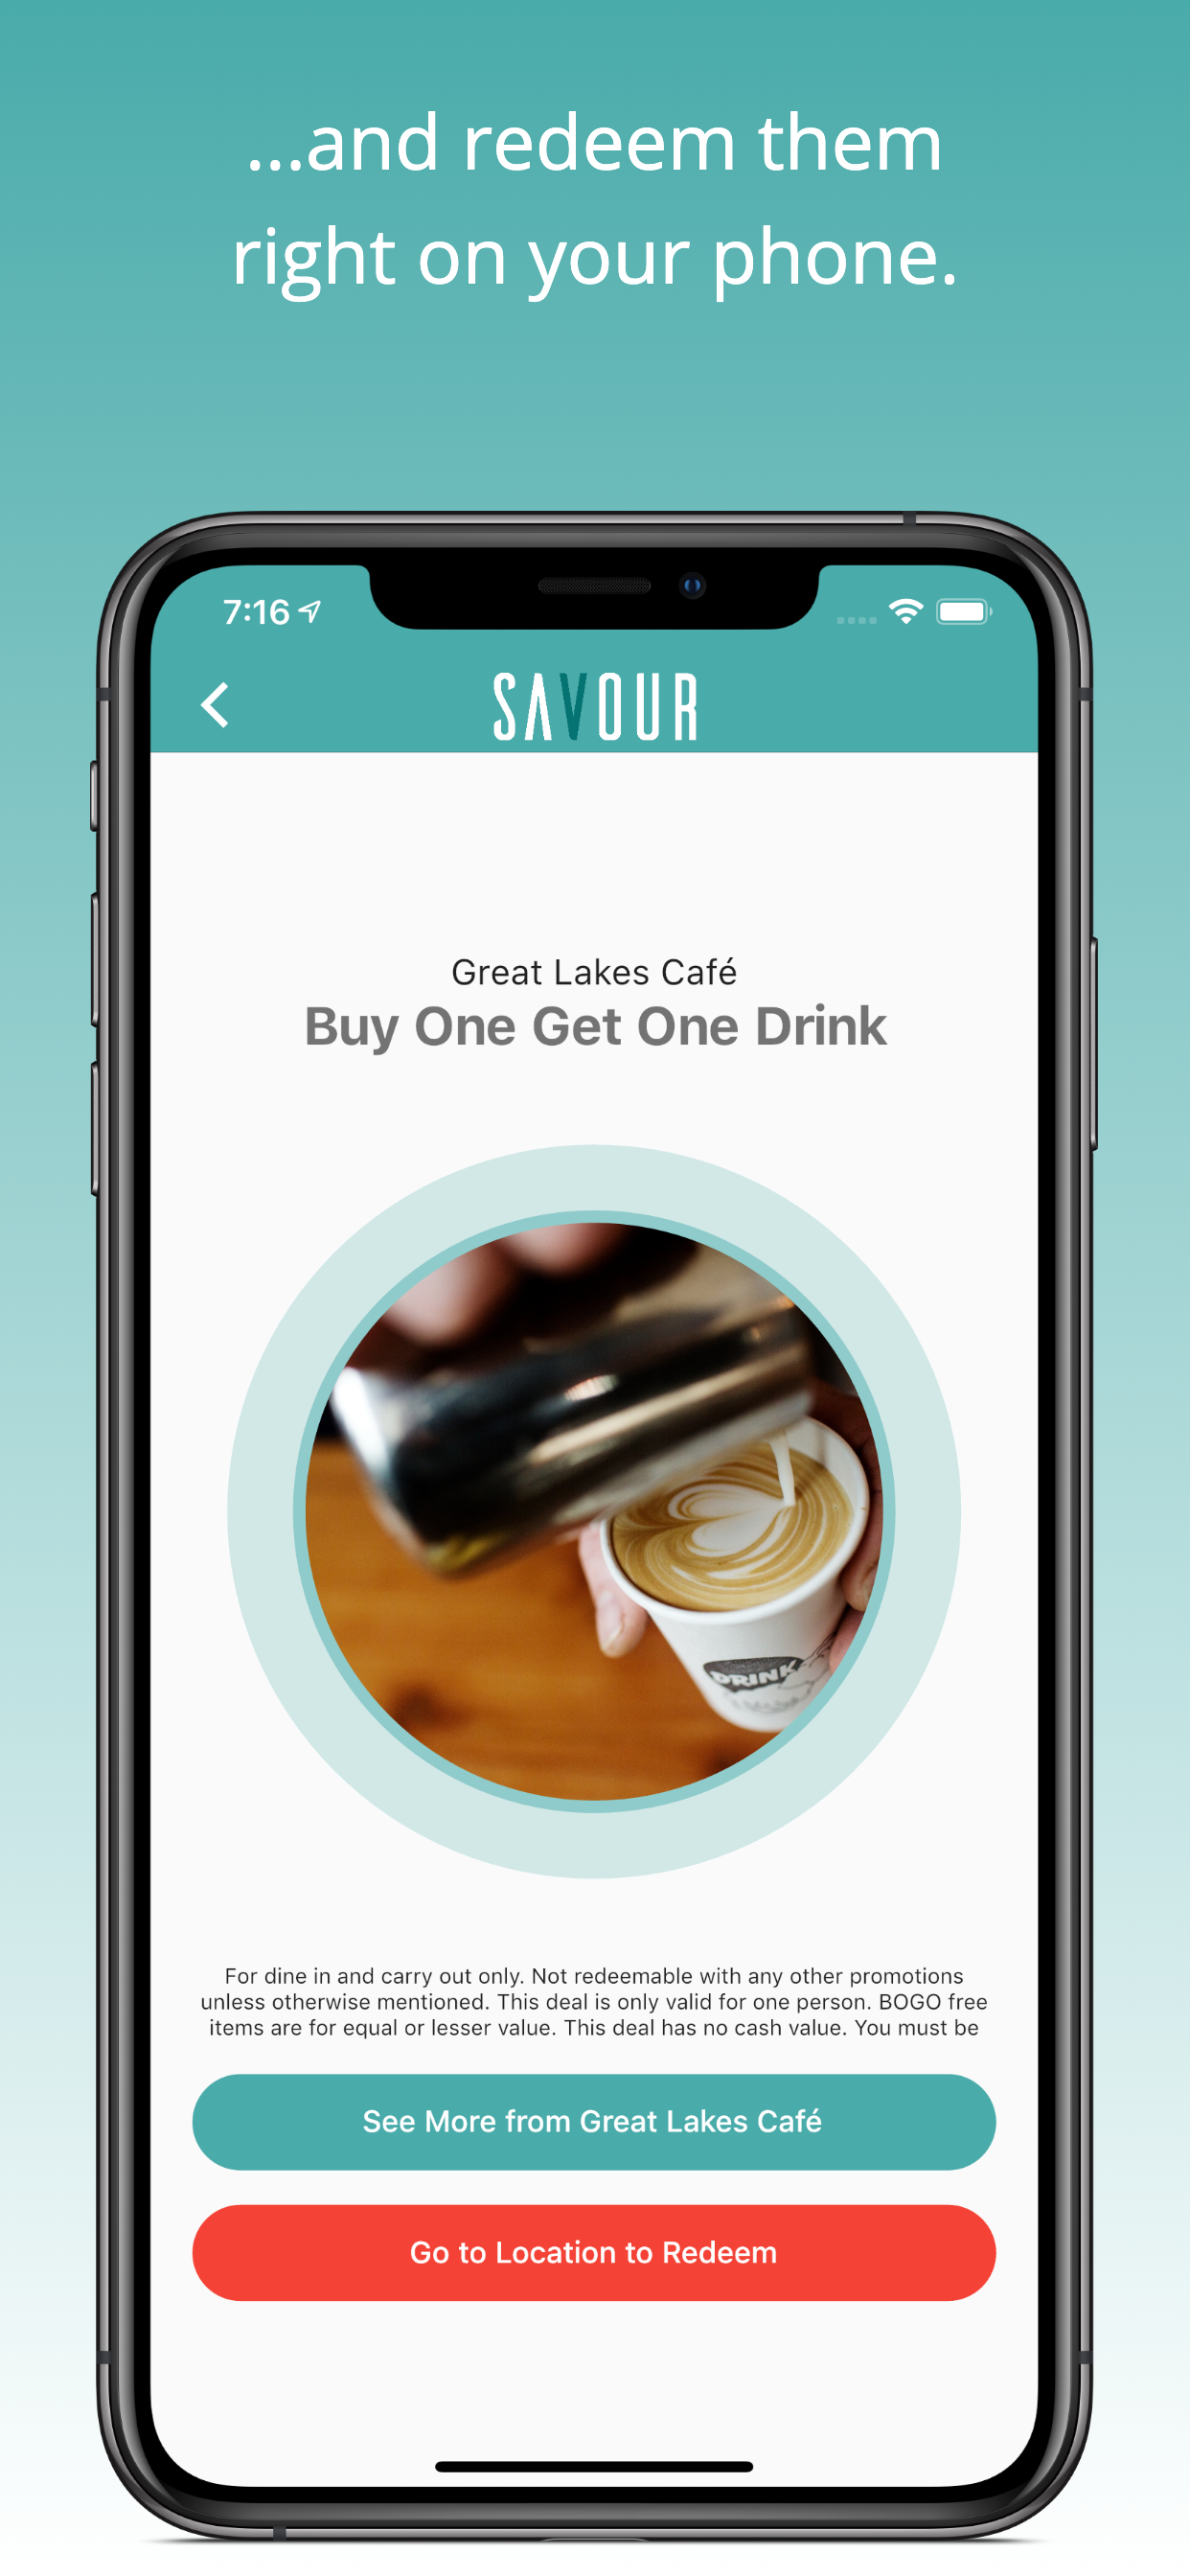 ...and redeem them
right on your phone.
7:16
SAVOUR
Great Lakes Café
Buy One Get One Drink
DRINK
For dine in and carry out only. Not redeemable with any other promotions
unless otherwise mentioned. This deal is only valid for one person. BOGO free
items are for equal or lesser value. This deal has no cash value. You must be
See More from Great Lakes Café
Go to Location to Redeem